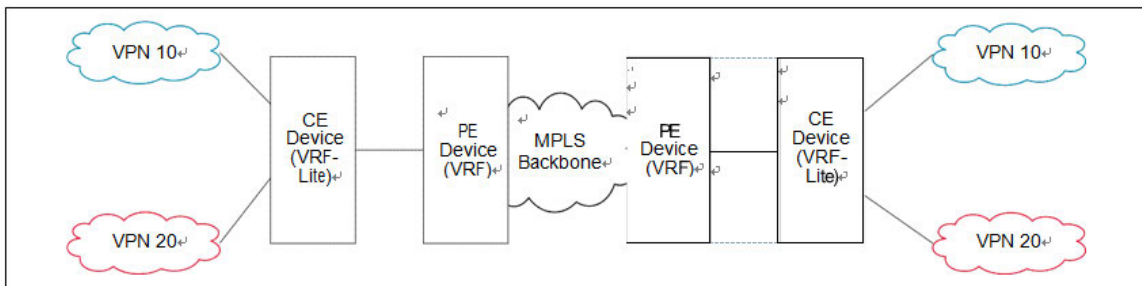 VPN 10
VPN 20
CE
Device
(VRF-
Lite)
PE
Device
(VRF)
MPLS
Backbone
PE
Device
(VRF)
CE
Device
(VRF-
Lite)
VPN 10
VPN 20